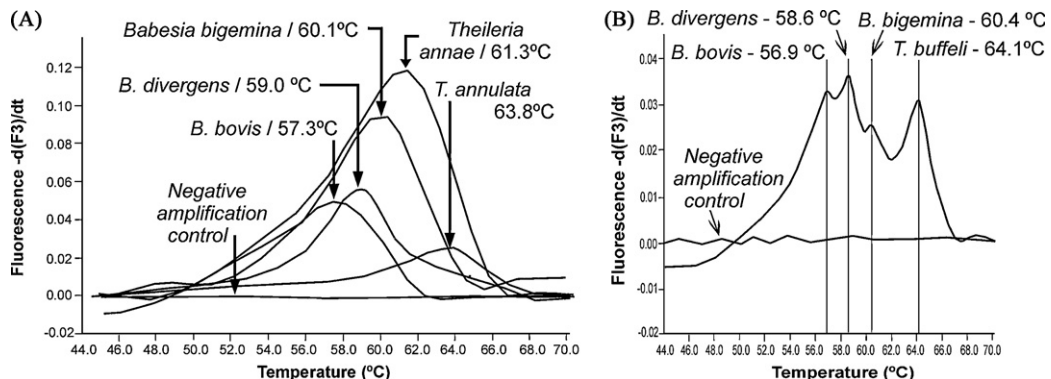 (A)
Babesia bigemina / 60.1ºC
Theileria
annae / 61.3ºC
B. divergens / 59.0 ºC
T. annulata
63.8ºC
B. bovis / 57.3ºC
Negative
amplification
control
Fluorescence -d(F3)/dt
0.12
0.10
0.08
0.06
0.04
0.02
0.00
-0.02
44.0 46.0 48.0 50.0 52.0 54.0 56.0 58.0 60.0 62.0 64.0 66.0 68.0 70.0
Temperature (ºC)
(B)
B. divergens - 58.6 ºC
B. bigemina - 60.4ºC
B. bovis - 56.9 ºC
T. buffeli - 64.1ºC
Negative
amplification
control
Fluorescence -d(F3)/dt
0.04
0.04
0.03
0.02
0.01
0.00
-0.01
-0.02
44.0 46.0 48.0 50.0 52.0 54.0 56.0 58.0 60.0 62.0 64.0 66.0 68.0 70.0
Temperature (ºC)